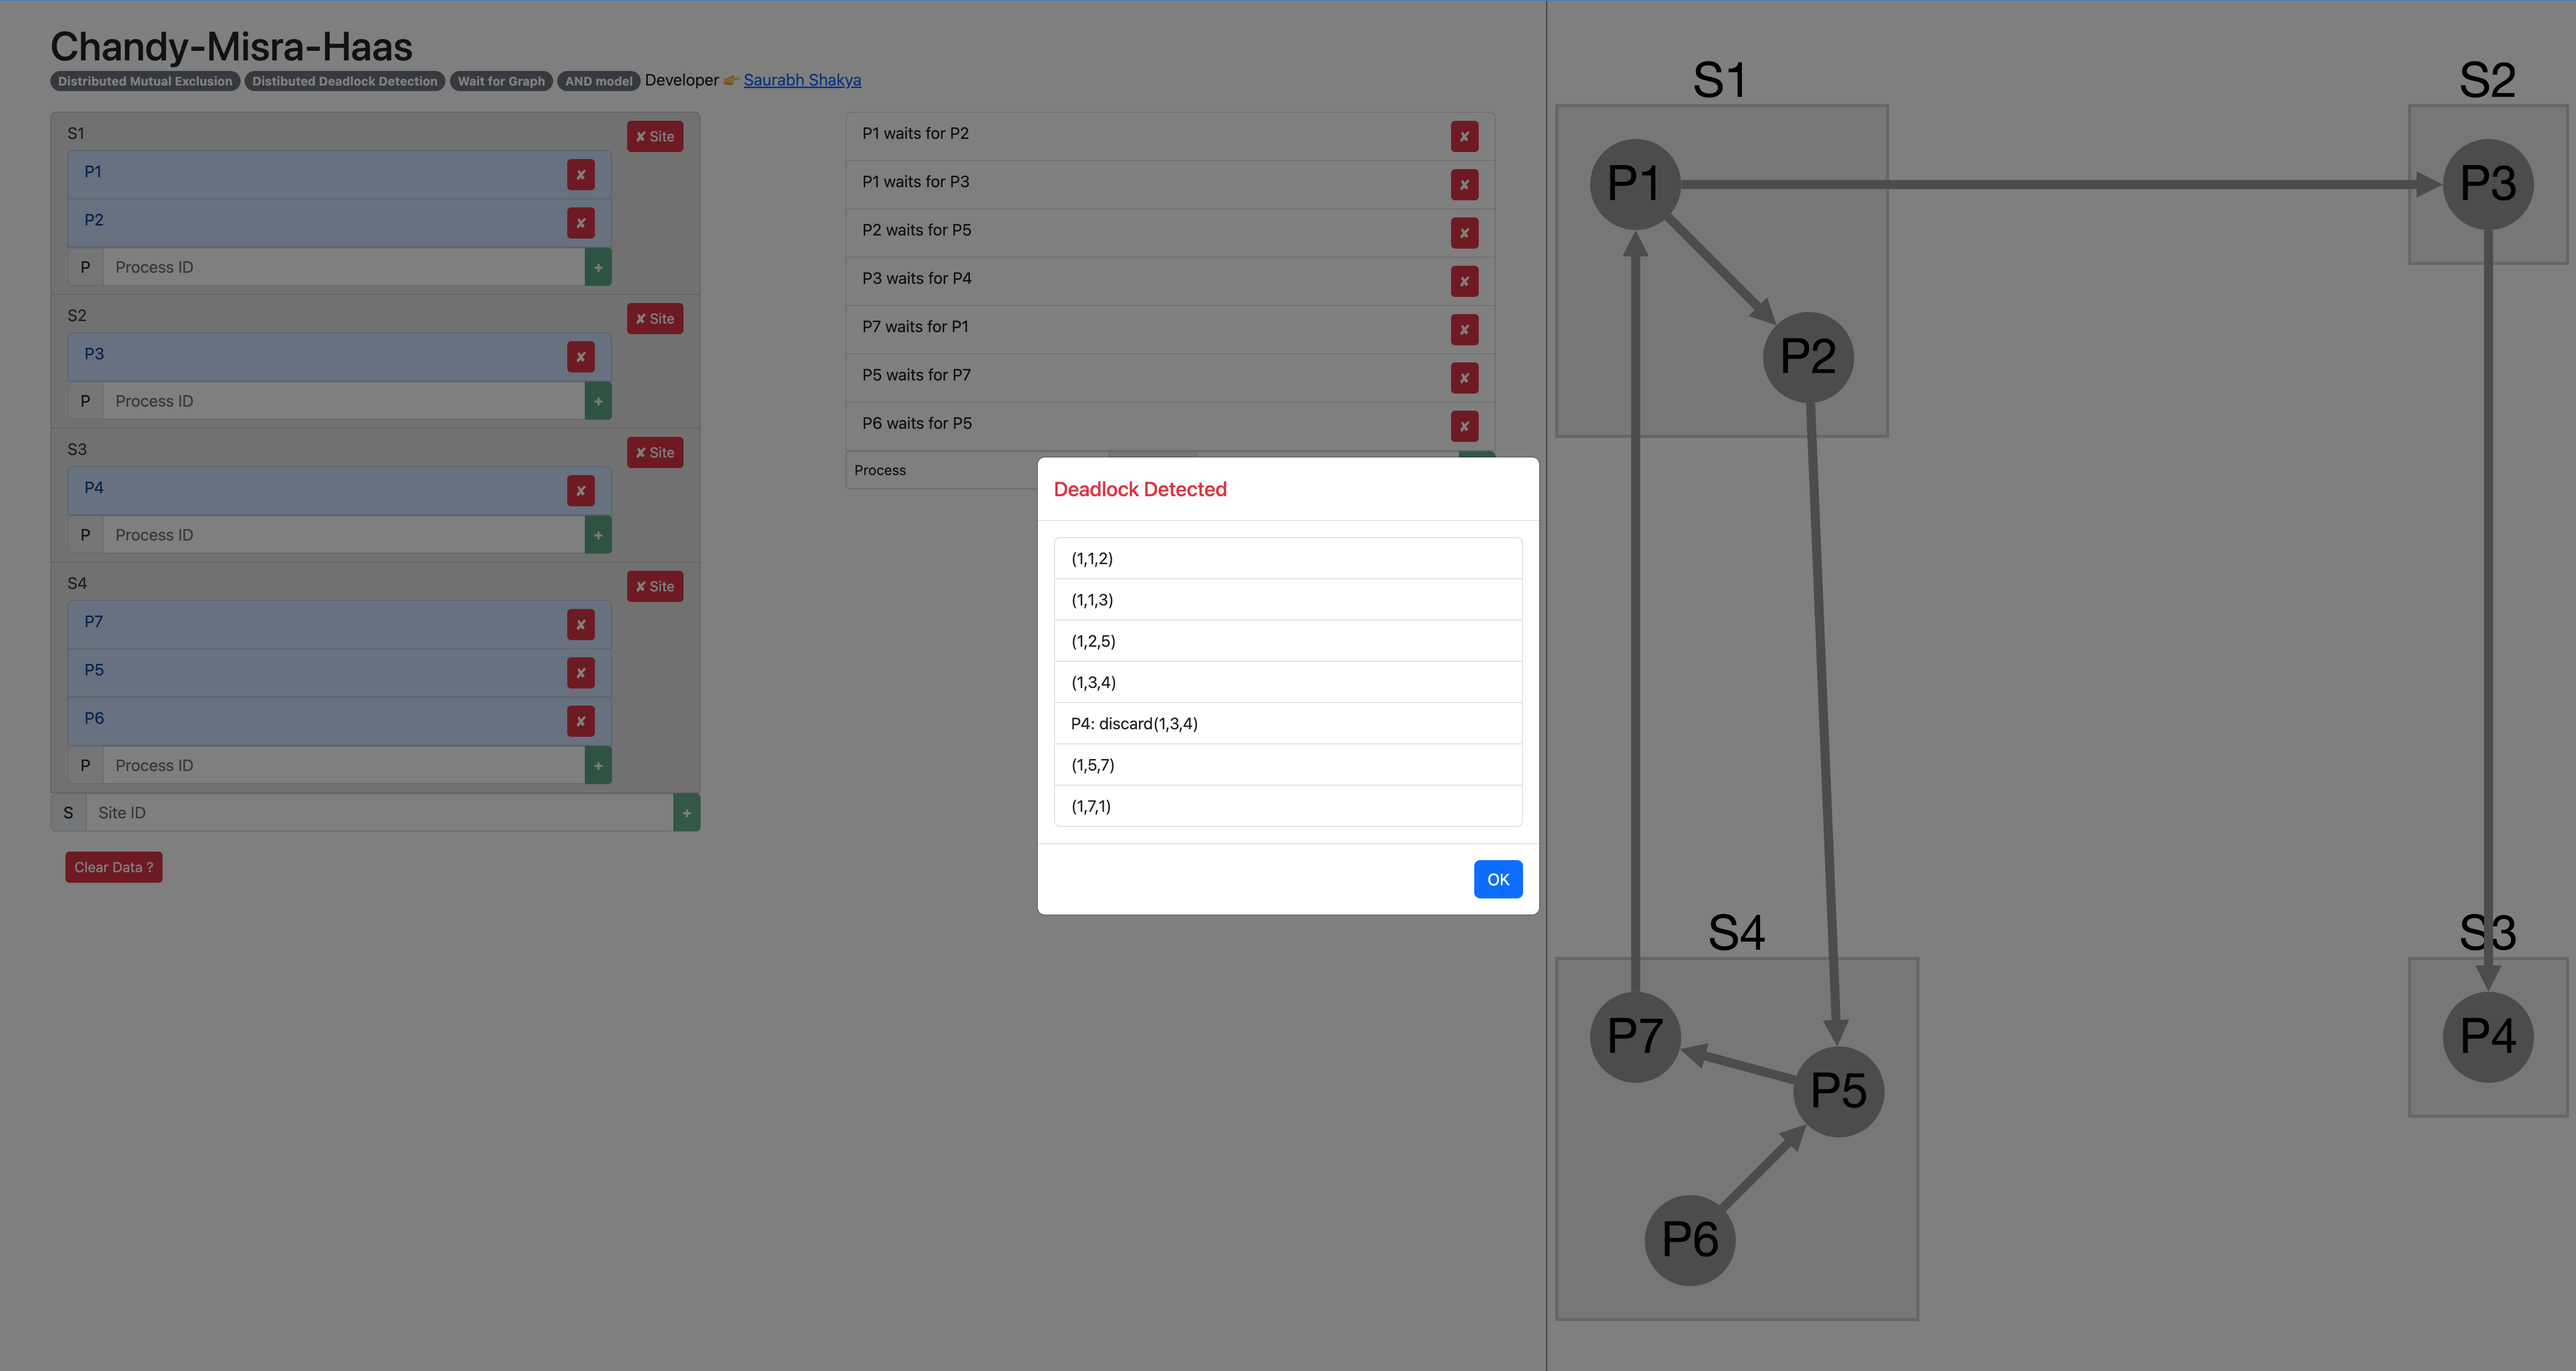 Chandy-Misra-Haas
Distributed Mutual Exclusion Distibuted Deadlock Detection Wait for Graph AND model Developer 👉 Saurabh Shakya
S1
✘ Site
P1
✘
P2
✘
P Process ID +
S2
✘ Site
P3
✘
P Process ID +
S3
✘ Site
P4
✘
P Process ID +
S4
✘ Site
P7
✘
P5
✘
P6
✘
P Process ID +
S Site ID +
Clear Data ?
P1 waits for P2 ✘
P1 waits for P3 ✘
P2 waits for P5 ✘
P3 waits for P4 ✘
P7 waits for P1 ✘
P5 waits for P7 ✘
P6 waits for P5 ✘
Process
Deadlock Detected
(1,1,2)
(1,1,3)
(1,2,5)
(1,3,4)
P4: discard(1,3,4)
(1,5,7)
(1,7,1)
OK
S1
P1
P2
S2
P3
S4
P7
P5
P6
S3
P4